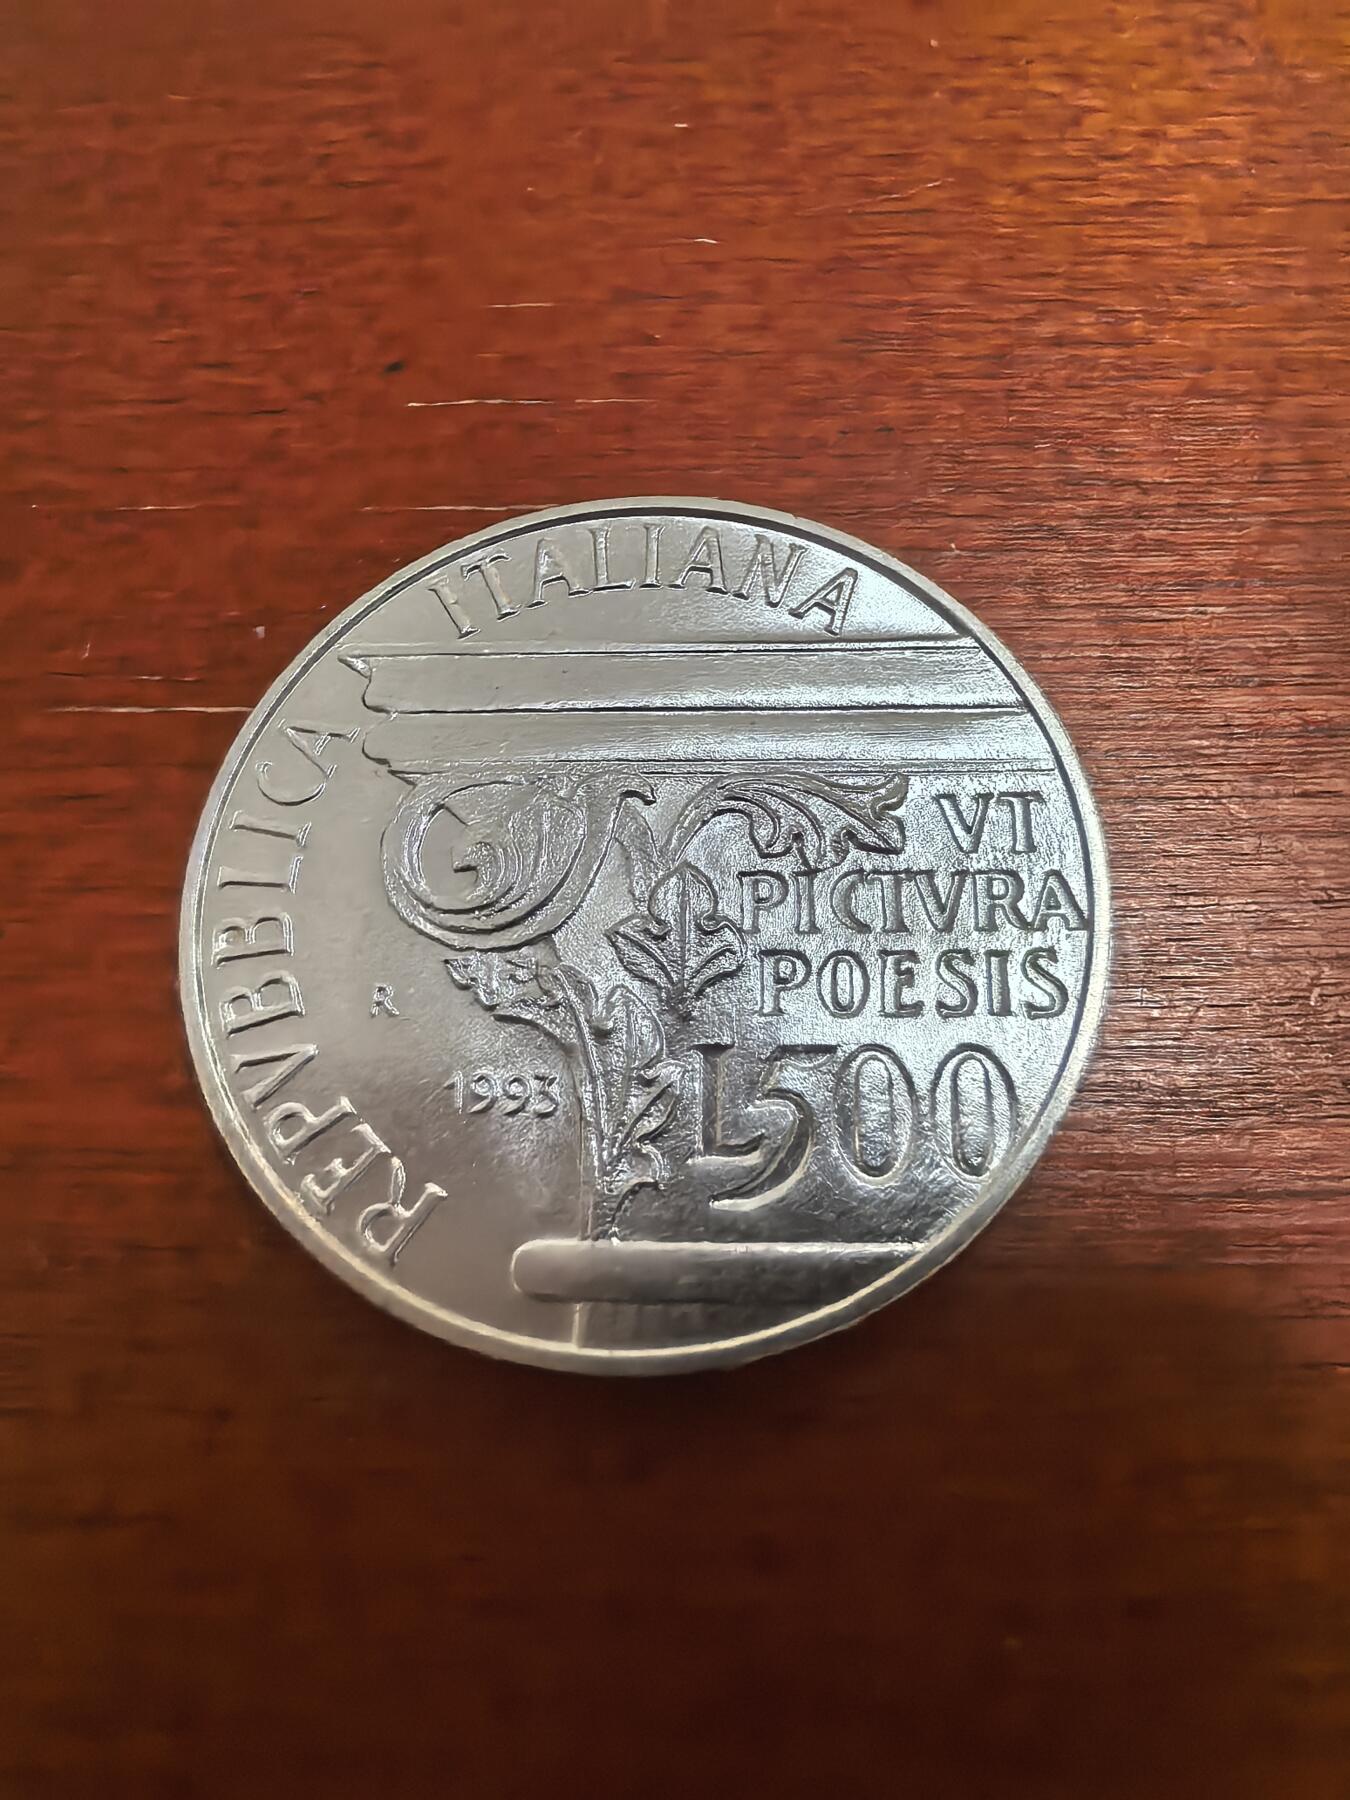 REPVBBLICA ITALIANA
VT
PICTVRA
POESIS
R
1993
L500